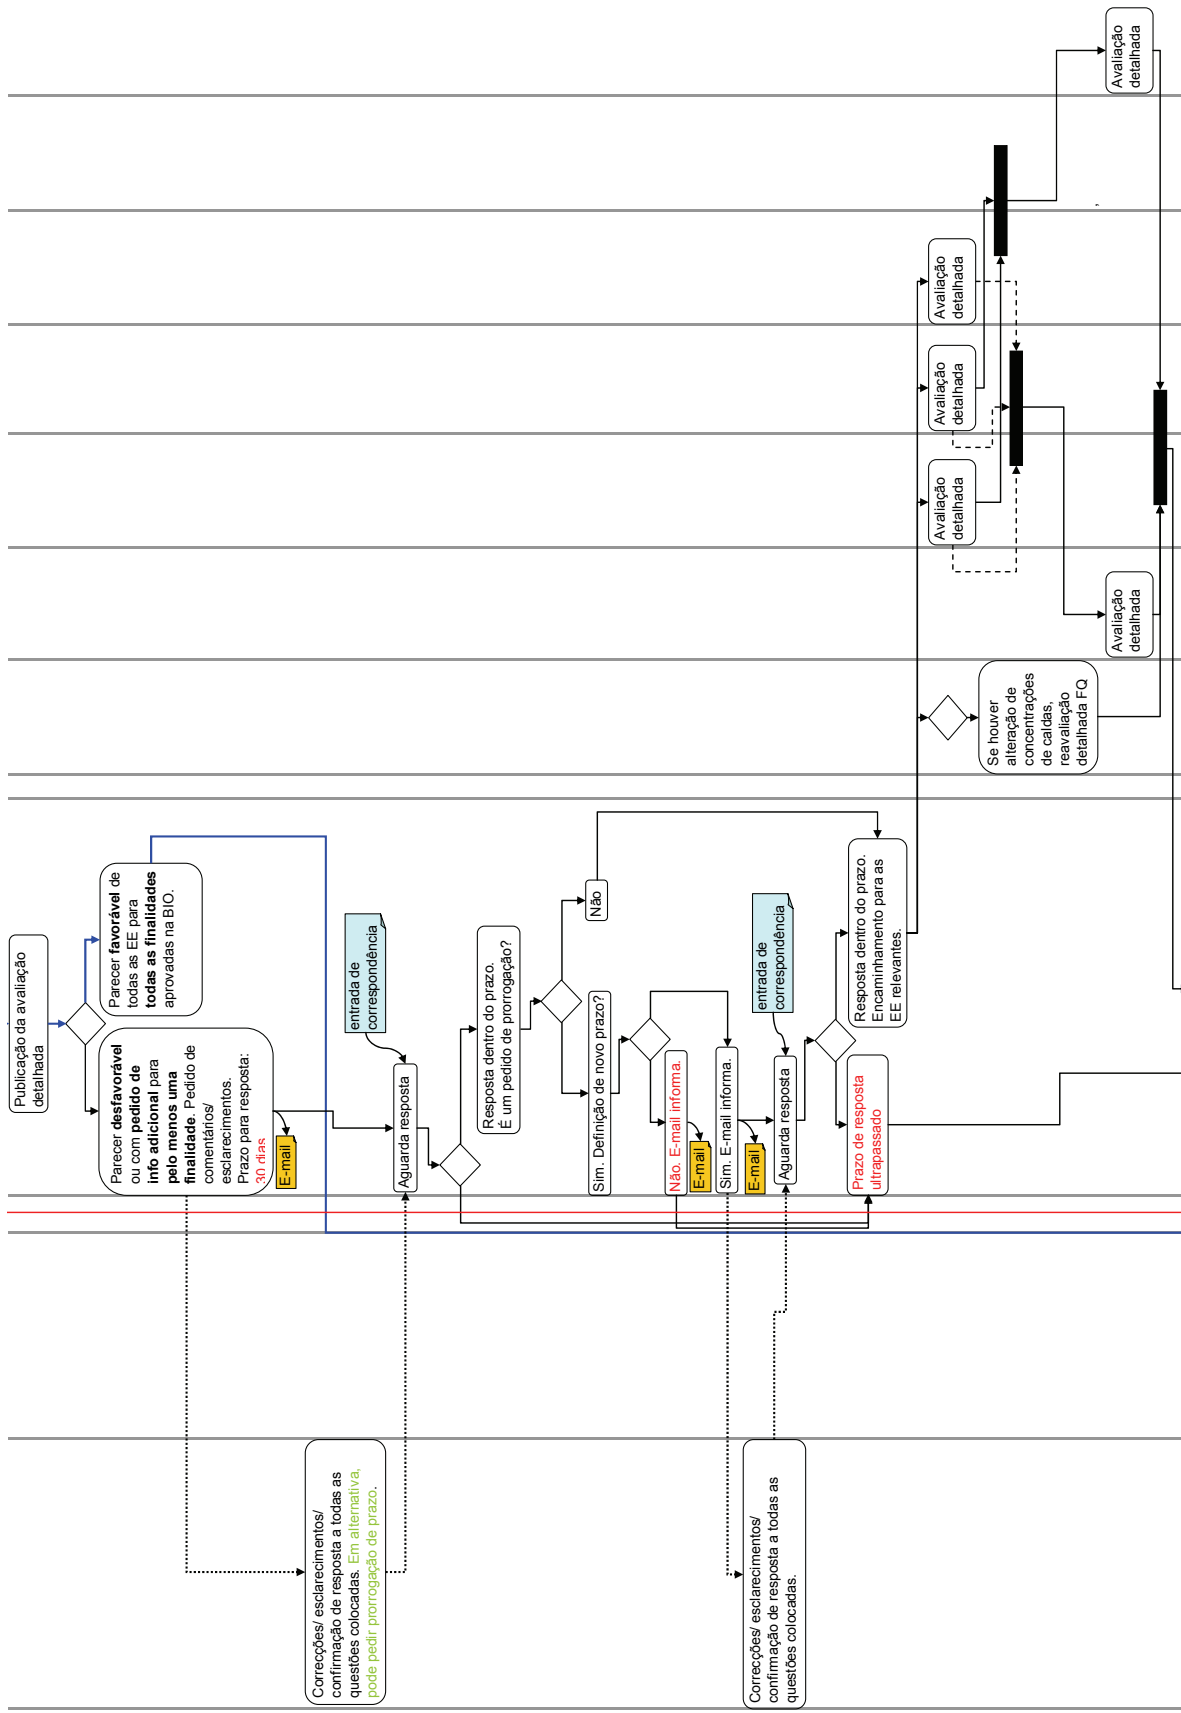 Publicação da avaliação
detalhada
Parecer desfavorável
ou com pedido de
info adicional para
pelo menos uma
finalidade. Pedido de
comentários/
esclarecimentos.
Prazo para resposta:
30 dias
E-mail
Parecer favorável de
todas as EE para
todas as finalidades
aprovadas na BIO.
Correcções/ esclarecimentos/
confirmação de resposta a todas as
questões colocadas. Em alternativa,
pode pedir prorrogação de prazo.
entrada de
correspondência
Aguarda resposta
Resposta dentro do prazo.
É um pedido de prorrogação?
Sim. Definição de novo prazo?
Não
Não. E-mail informa.
E-mail
Sim. E-mail informa.
E-mail
Correcções/ esclarecimentos/
confirmação de resposta a todas as
questões colocadas.
entrada de
correspondência
Aguarda resposta
Prazo de resposta
ultrapassado
Resposta dentro do prazo.
Encaminhamento para as
EE relevantes.
Se houver
alteração de
concentrações
de caldas,
reavaliação
detalhada FQ
Avaliação
detalhada
Avaliação
detalhada
Avaliação
detalhada
Avaliação
detalhada
Avaliação
detalhada